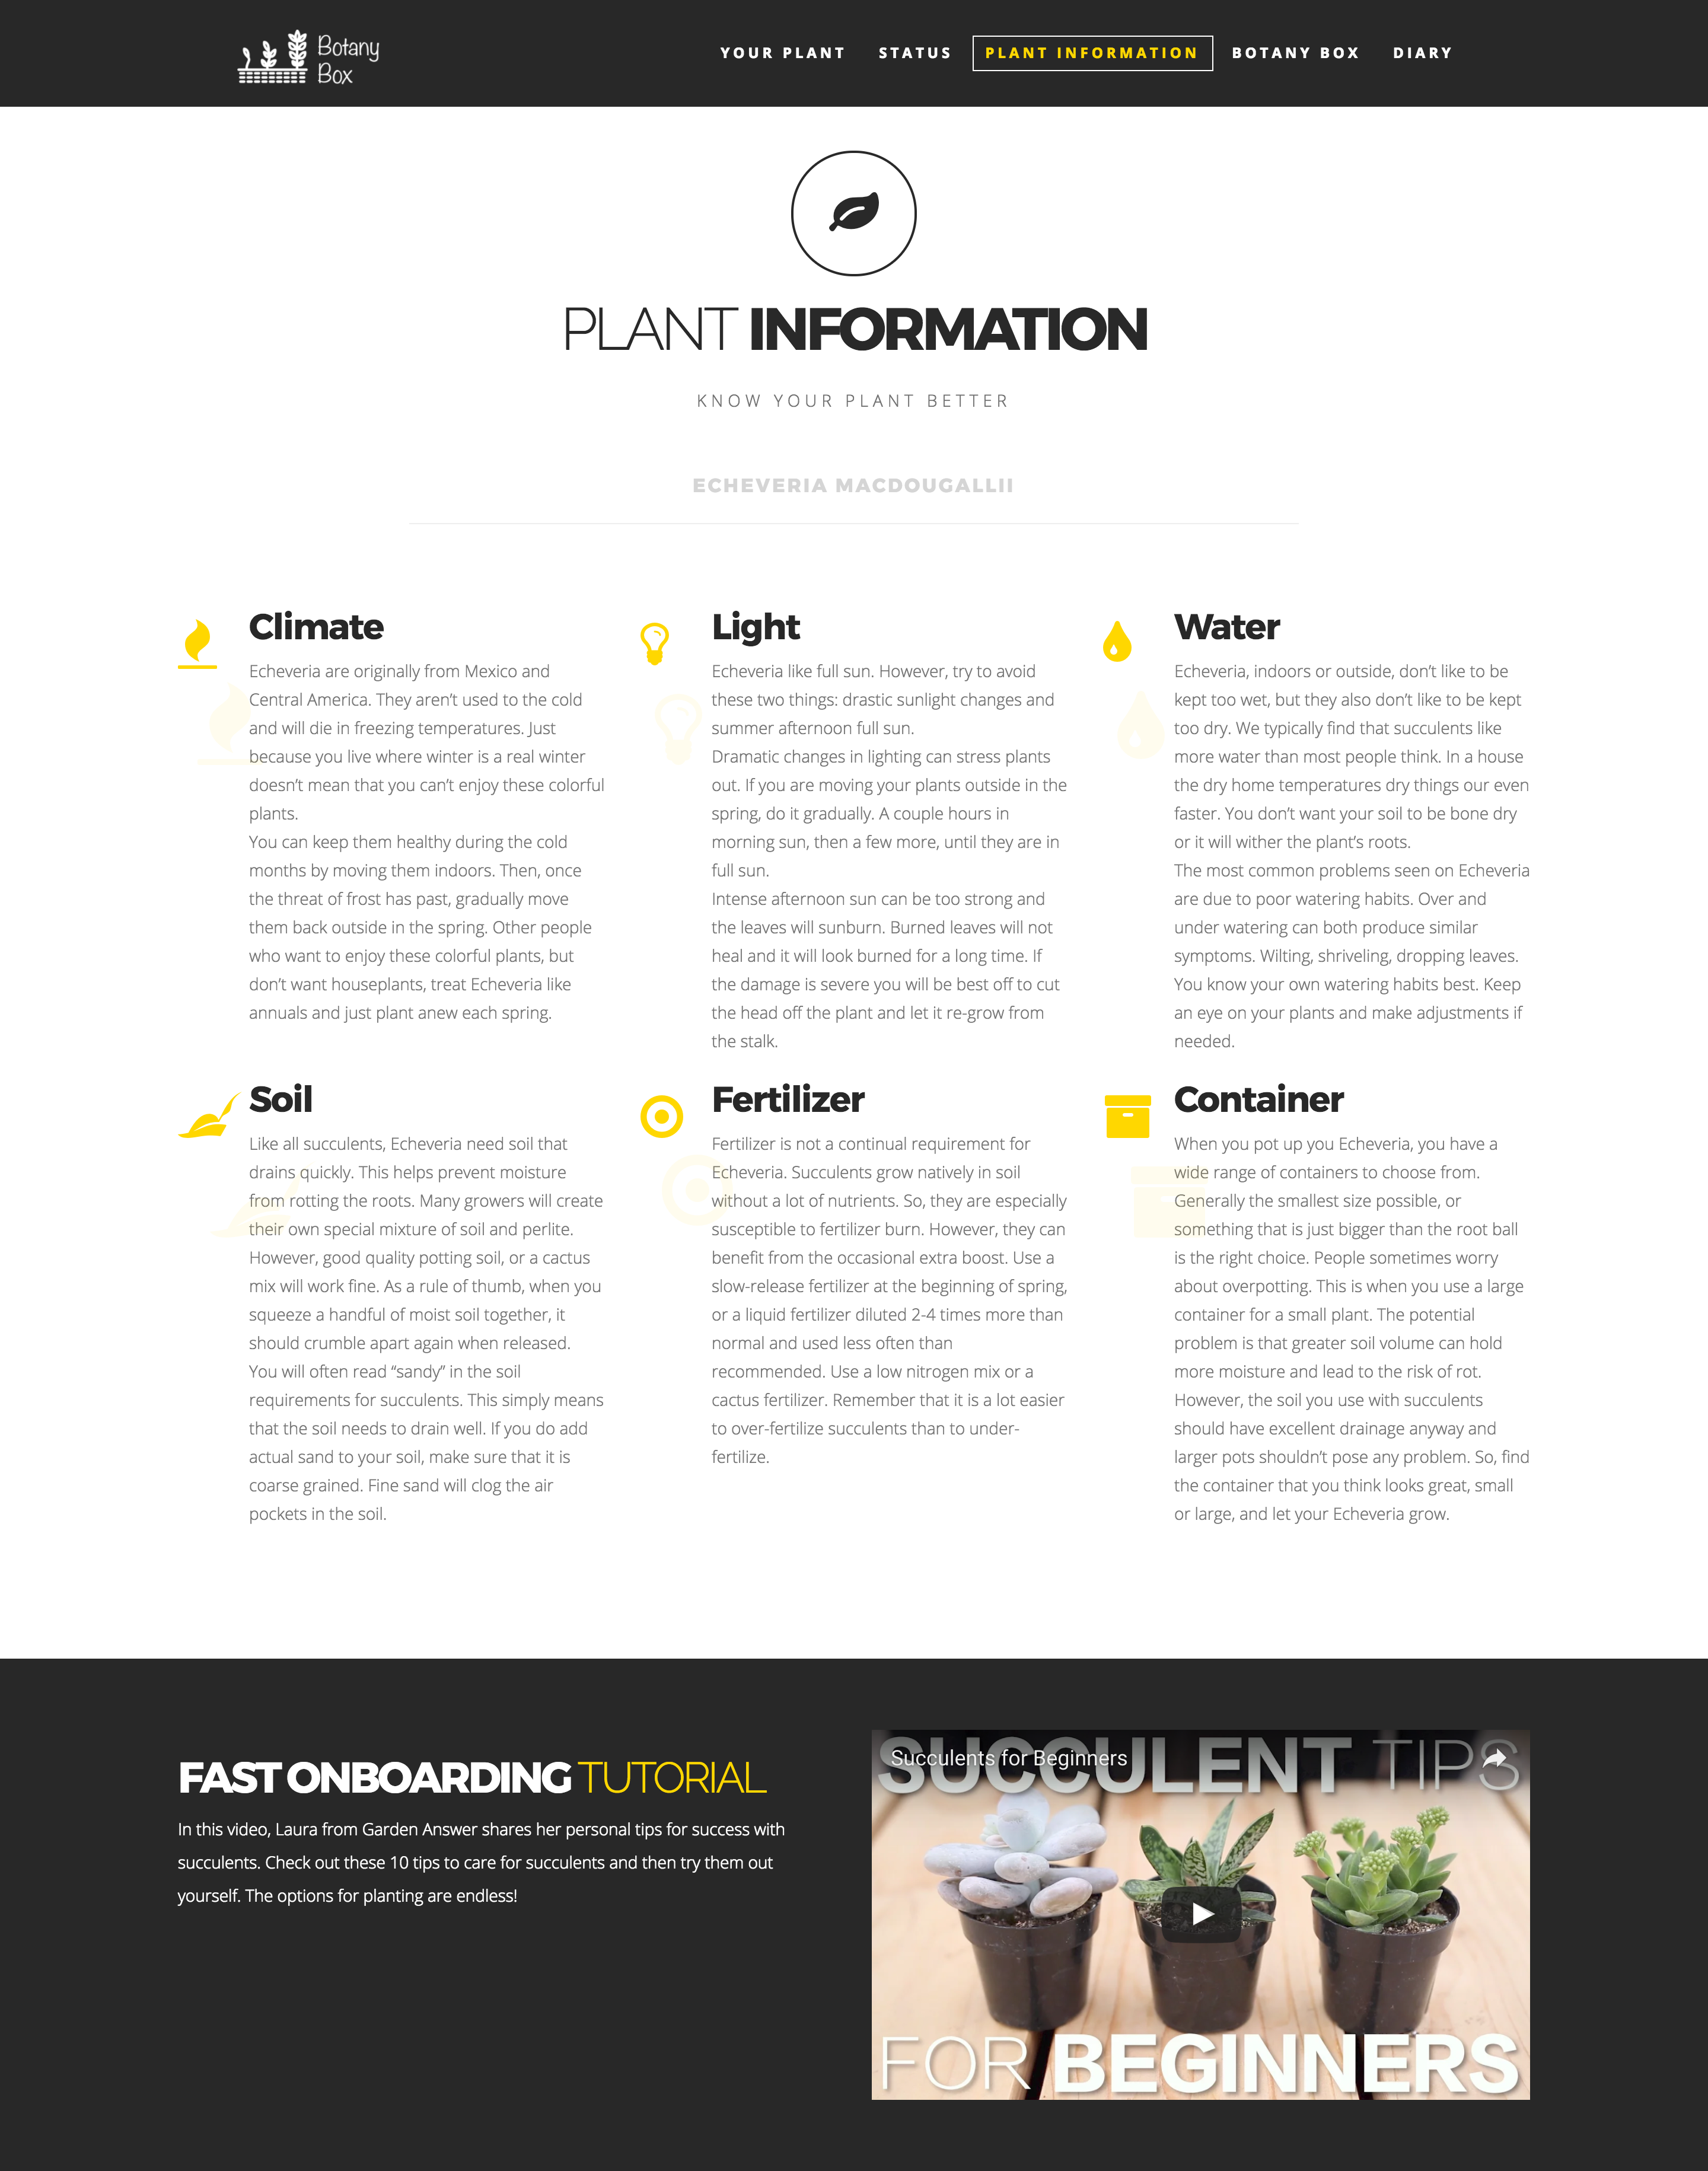 Botany
Box
YOUR PLANT STATUS PLANT INFORMATION BOTANY BOX DIARY
PLANT INFORMATION
KNOW YOUR PLANT BETTER
ECHEVERIA MACDOUGALLII
Climate
Echeveria are originally from Mexico and
Central America. They aren’t used to the cold
and will die in freezing temperatures. Just
because you live where winter is a real winter
doesn’t mean that you can’t enjoy these colorful
plants.
You can keep them healthy during the cold
months by moving them indoors. Then, once
the threat of frost has past, gradually move
them back outside in the spring. Other people
who want to enjoy these colorful plants, but
don’t want houseplants, treat Echeveria like
annuals and just plant anew each spring.
Light
Echeveria like full sun. However, try to avoid
these two things: drastic sunlight changes and
summer afternoon full sun.
Dramatic changes in lighting can stress plants
out. If you are moving your plants outside in the
spring, do it gradually. A couple hours in
morning sun, then a few more, until they are in
full sun.
Intense afternoon sun can be too strong and
the leaves will sunburn. Burned leaves will not
heal and it will look burned for a long time. If
the damage is severe you will be best off to cut
the head off the plant and let it re-grow from
the stalk.
Water
Echeveria, indoors or outside, don’t like to be
kept too wet, but they also don’t like to be kept
too dry. We typically find that succulents like
more water than most people think. In a house
the dry home temperatures dry things our even
faster. You don’t want your soil to be bone dry
or it will wither the plant’s roots.
The most common problems seen on Echeveria
are due to poor watering habits. Over and
under watering can both produce similar
symptoms. Wilting, shriveling, dropping leaves.
You know your own watering habits best. Keep
an eye on your plants and make adjustments if
needed.
Soil
Like all succulents, Echeveria need soil that
drains quickly. This helps prevent moisture
from rotting the roots. Many growers will create
their own special mixture of soil and perlite.
However, good quality potting soil, or a cactus
mix will work fine. As a rule of thumb, when you
squeeze a handful of moist soil together, it
should crumble apart again when released.
You will often read “sandy” in the soil
requirements for succulents. This simply means
that the soil needs to drain well. If you do add
actual sand to your soil, make sure that it is
coarse grained. Fine sand will clog the air
pockets in the soil.
Fertilizer
Fertilizer is not a continual requirement for
Echeveria. Succulents grow natively in soil
without a lot of nutrients. So, they are especially
susceptible to fertilizer burn. However, they can
benefit from the occasional extra boost. Use a
slow-release fertilizer at the beginning of spring,
or a liquid fertilizer diluted 2-4 times more than
normal and used less often than
recommended. Use a low nitrogen mix or a
cactus fertilizer. Remember that it is a lot easier
to over-fertilize succulents than to under-
fertilize.
Container
When you pot up you Echeveria, you have a
wide range of containers to choose from.
Generally the smallest size possible, or
something that is just bigger than the root ball
is the right choice. People sometimes worry
about overpotting. This is when you use a large
container for a small plant. The potential
problem is that greater soil volume can hold
more moisture and lead to the risk of rot.
However, the soil you use with succulents
should have excellent drainage anyway and
larger pots shouldn’t pose any problem. So, find
the container that you think looks great, small
or large, and let your Echeveria grow.
FAST ONBOARDING TUTORIAL
In this video, Laura from Garden Answer shares her personal tips for success with
succulents. Check out these 10 tips to care for succulents and then try them out
yourself. The options for planting are endless!
Succulents for Beginners
SUCCULENT TIPS
FOR BEGINNERS